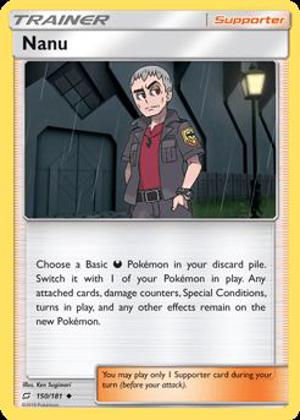 TRAINER Supporter
Nanu
Choose a Basic Pokémon in your discard pile.
Switch it with 1 of your Pokémon in play. Any
attached cards, damage counters, Special Conditions,
turns in play, and any other effects remain on the
new Pokémon.
Illus. Ken Sugimori
150/181
©2019 Pokémon
You may play only 1 Supporter card during your
turn (before your attack).